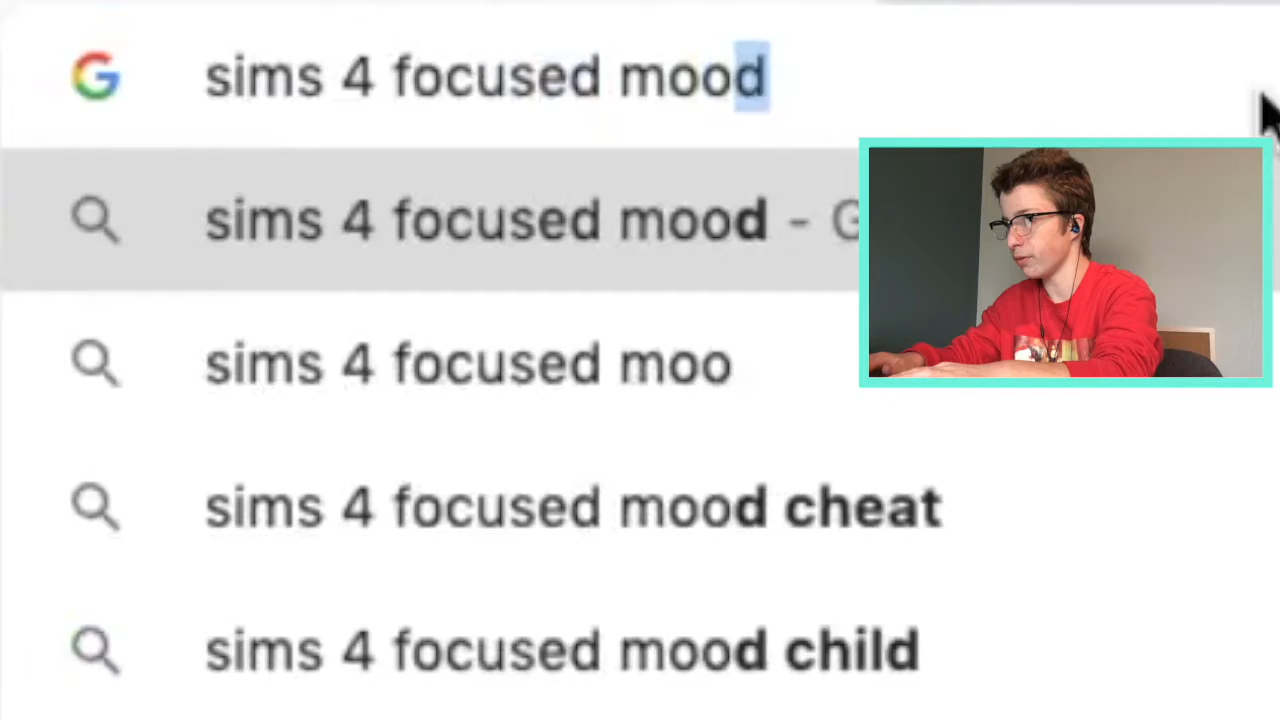 sims 4 focused mood
sims 4 focused mood - G
sims 4 focused moo
sims 4 focused mood cheat
sims 4 focused mood child